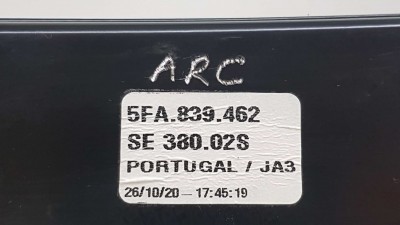 ARC
5FA.839.462
SE 380.02S
PORTUGAL / JA3
26/10/20 - 17:45:19